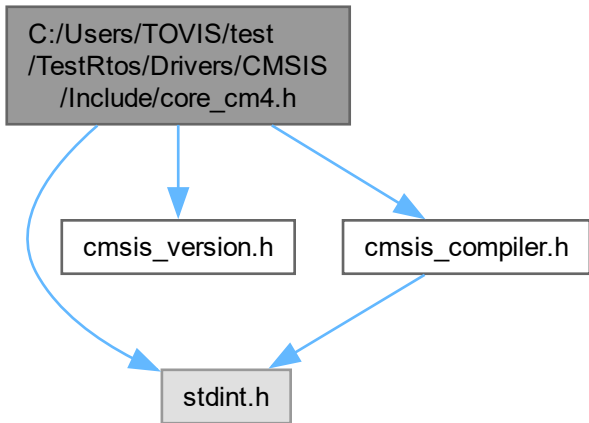 C:/Users/TOVIS/test
/TestRtos/Drivers/CMSIS
/Include/core_cm4.h
cmsis_version.h
cmsis_compiler.h
stdint.h